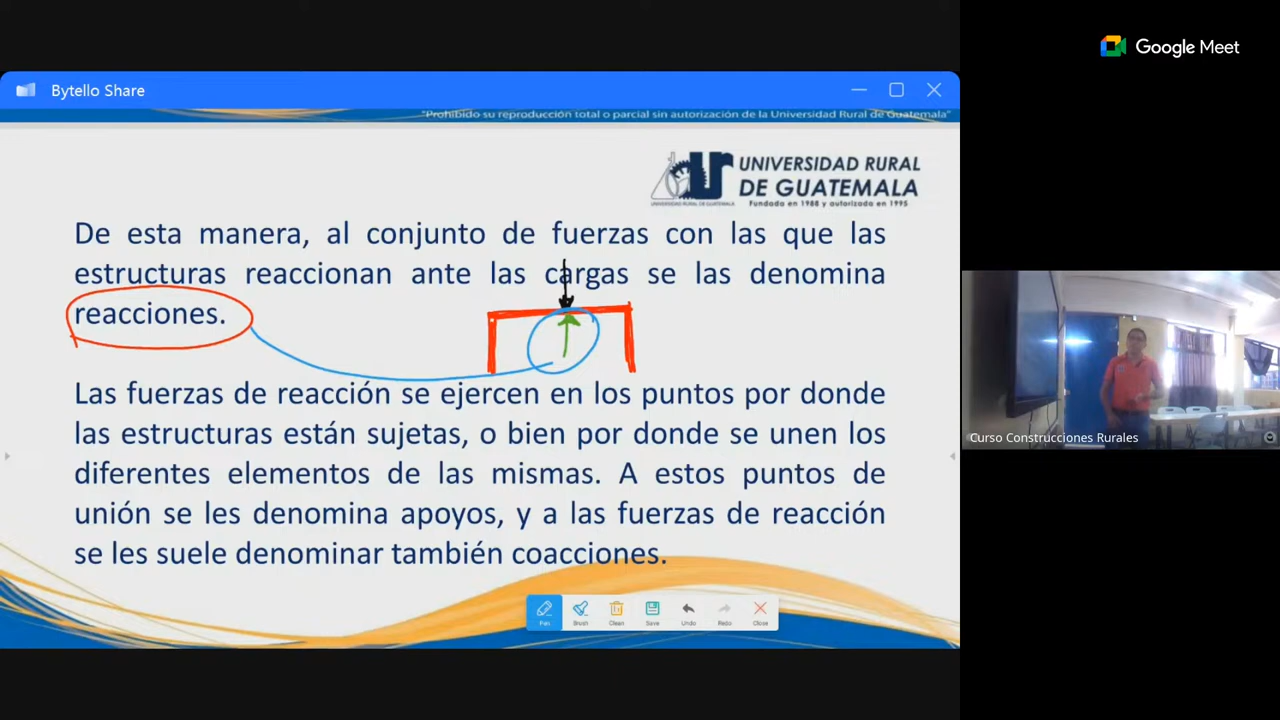 Google Meet
Bytello Share
"Prohibido su reproducción total o parcial sin autorización de la Universidad Rural de Guatemala"
UNIVERSIDAD RURAL
DE GUATEMALA
Fundada en 1988 y autorizada en 1995
UNIVERSIDAD RURAL DE GUATEMALA
De esta manera, al conjunto de fuerzas con las que las
estructuras reaccionan ante las cargas se las denomina
reacciones.
Las fuerzas de reacción se ejercen en los puntos por donde
las estructuras están sujetas, o bien por donde se unen los
diferentes elementos de las mismas. A estos puntos de
unión se les denomina apoyos, y a las fuerzas de reacción
se les suele denominar también coacciones.
Pen Brush Clean Save Undo Redo Close
Curso Construcciones Rurales